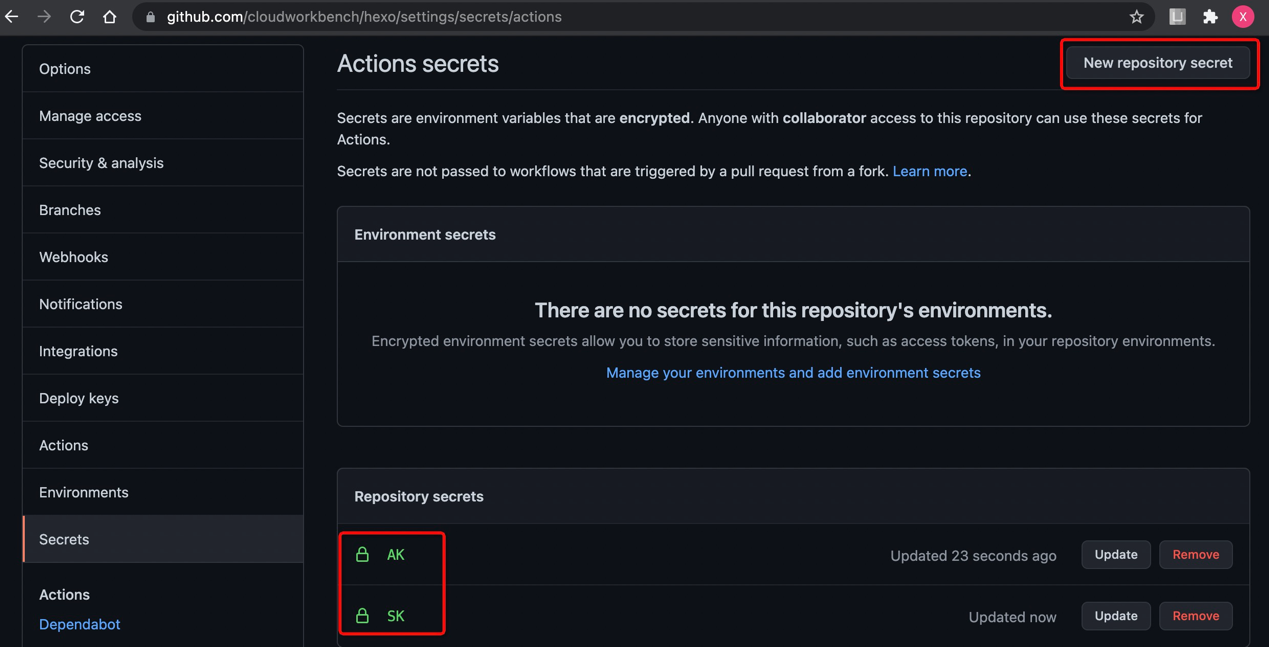 github.com/cloudworkbench/hexo/settings/secrets/actions
X
Options
Manage access
Security & analysis
Branches
Webhooks
Notifications
Integrations
Deploy keys
Actions
Environments
Secrets
Actions
Dependabot
Actions secrets
New repository secret
Secrets are environment variables that are encrypted. Anyone with collaborator access to this repository can use these secrets for
Actions.
Secrets are not passed to workflows that are triggered by a pull request from a fork. Learn more.
Environment secrets
There are no secrets for this repository's environments.
Encrypted environment secrets allow you to store sensitive information, such as access tokens, in your repository environments.
Manage your environments and add environment secrets
Repository secrets
AK Updated 23 seconds ago Update Remove
SK Updated now Update Remove